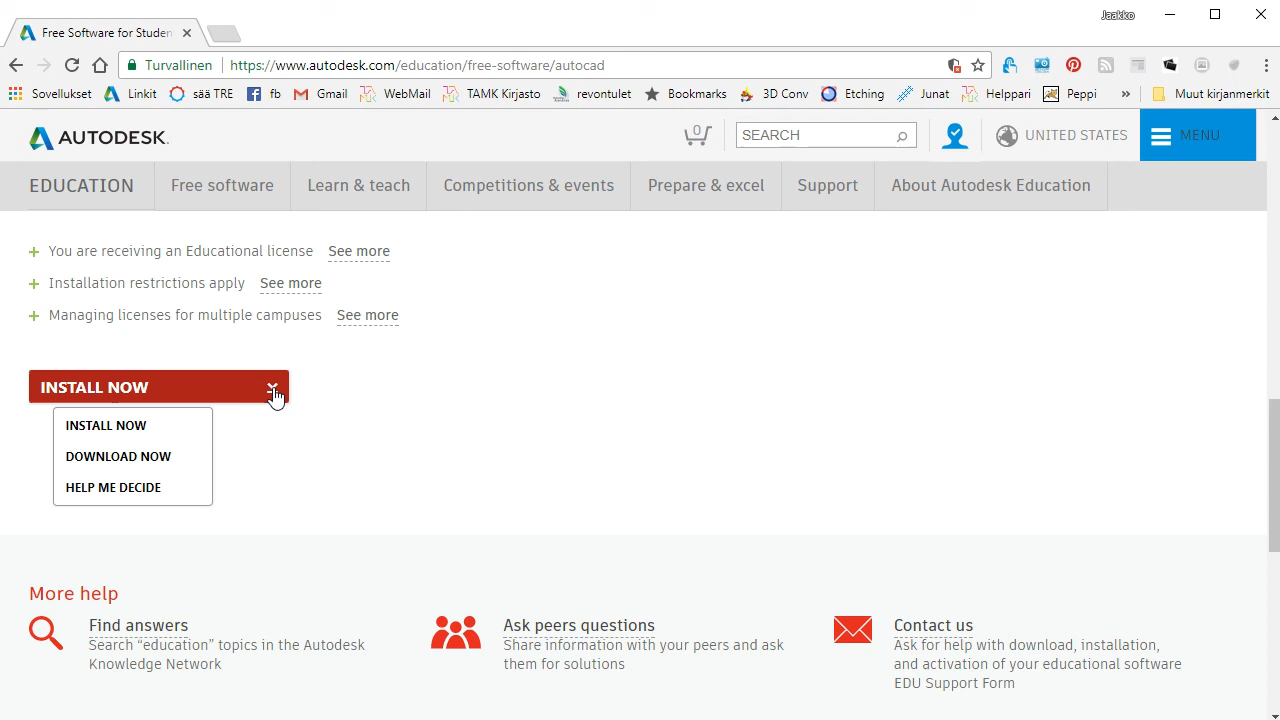 Jaakko
Free Software for Studen
Turvallinen https://www.autodesk.com/education/free-software/autocad
Sovellukset Linkit sää TRE fb Gmail WebMail TAMK Kirjasto revontulet Bookmarks 3D Conv Etching Junat Helppari Peppi » Muut kirjanmerkit
AUTODESK. 0 SEARCH UNITED STATES MENU
EDUCATION Free software Learn & teach Competitions & events Prepare & excel Support About Autodesk Education
+ You are receiving an Educational license See more
+ Installation restrictions apply See more
+ Managing licenses for multiple campuses See more
INSTALL NOW
INSTALL NOW
DOWNLOAD NOW
HELP ME DECIDE
More help
Find answers
Search “education” topics in the Autodesk
Knowledge Network
Ask peers questions
Share information with your peers and ask
them for solutions
Contact us
Ask for help with download, installation,
and activation of your educational software
EDU Support Form